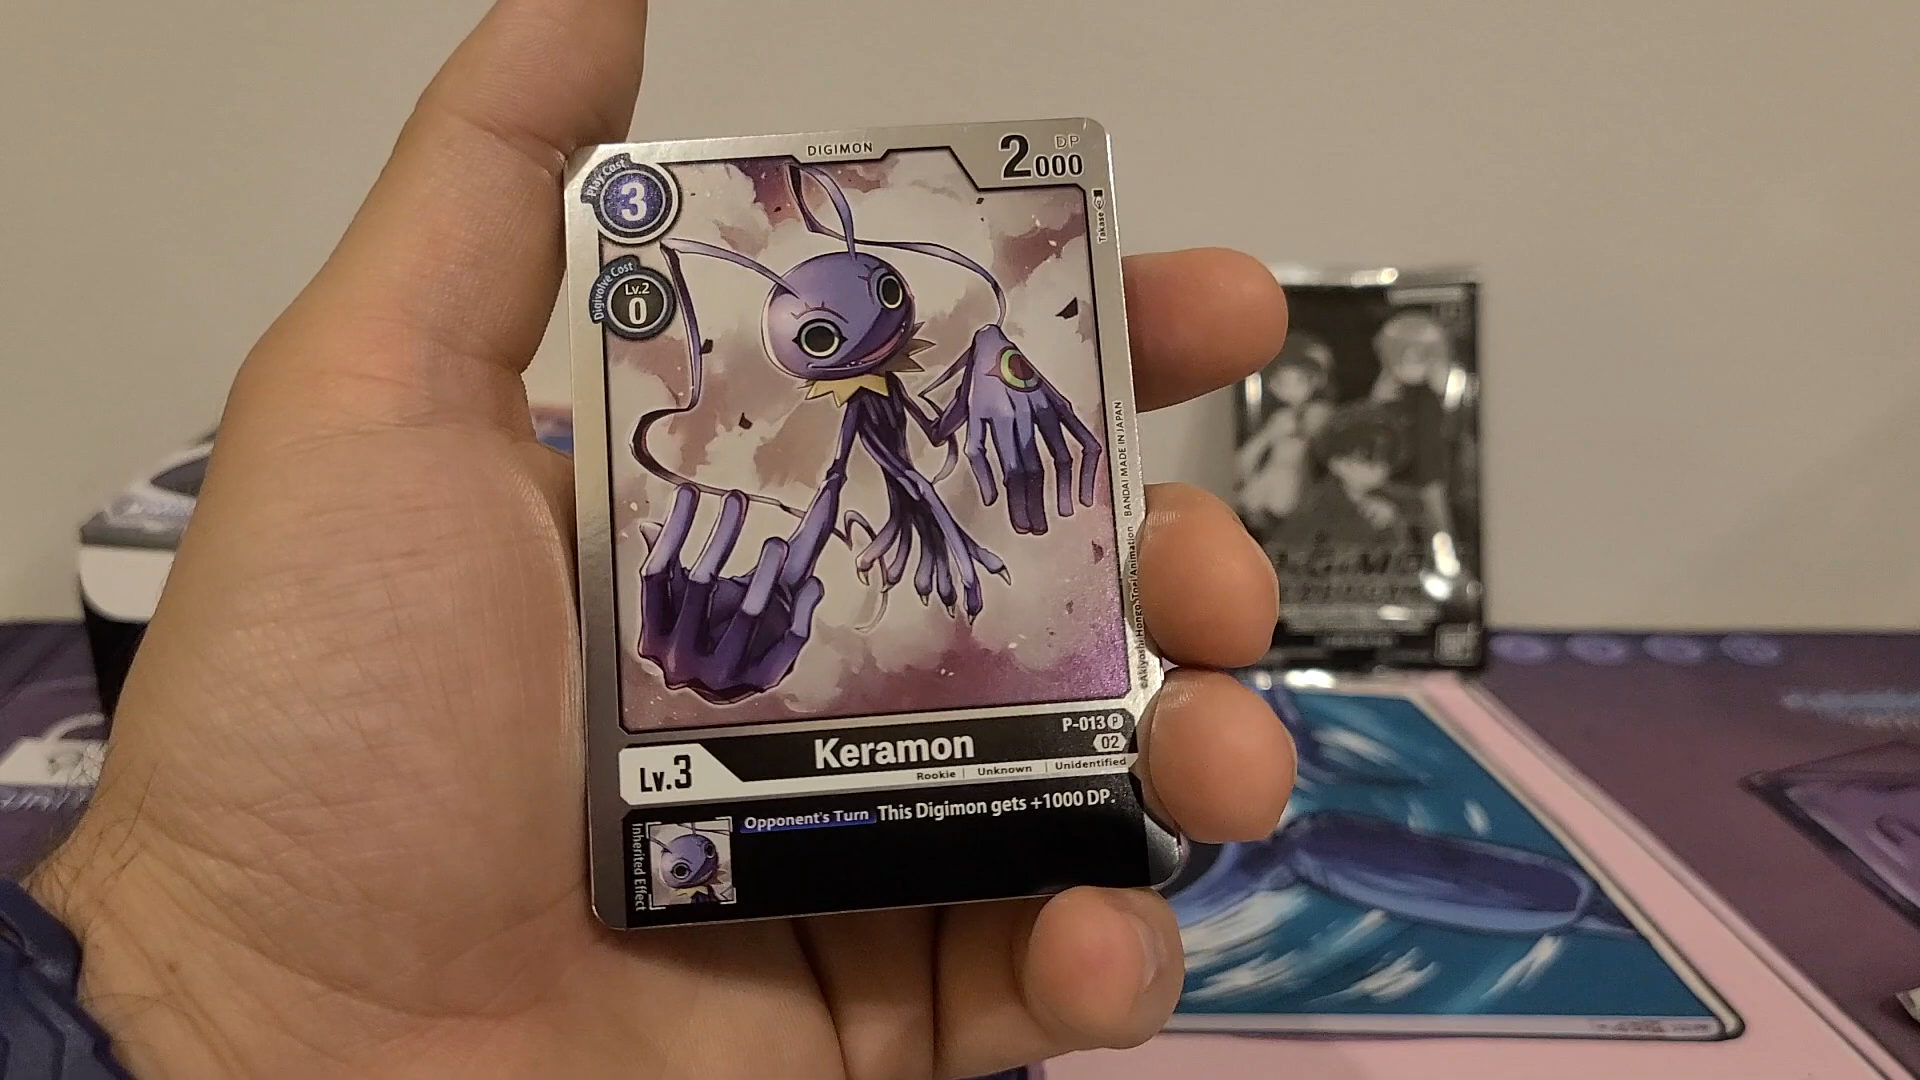 DIGIMON
DP
2000
Play Cost
3
Digivolve Cost
Lv.2
0
Takase
BANDAI MADE IN JAPAN
©Akiyoshi Hongo, Toei Animation
P-013 P
02
Lv.3
Keramon
Rookie | Unknown | Unidentified
Inherited Effect
Opponent's Turn This Digimon gets +1000 DP.